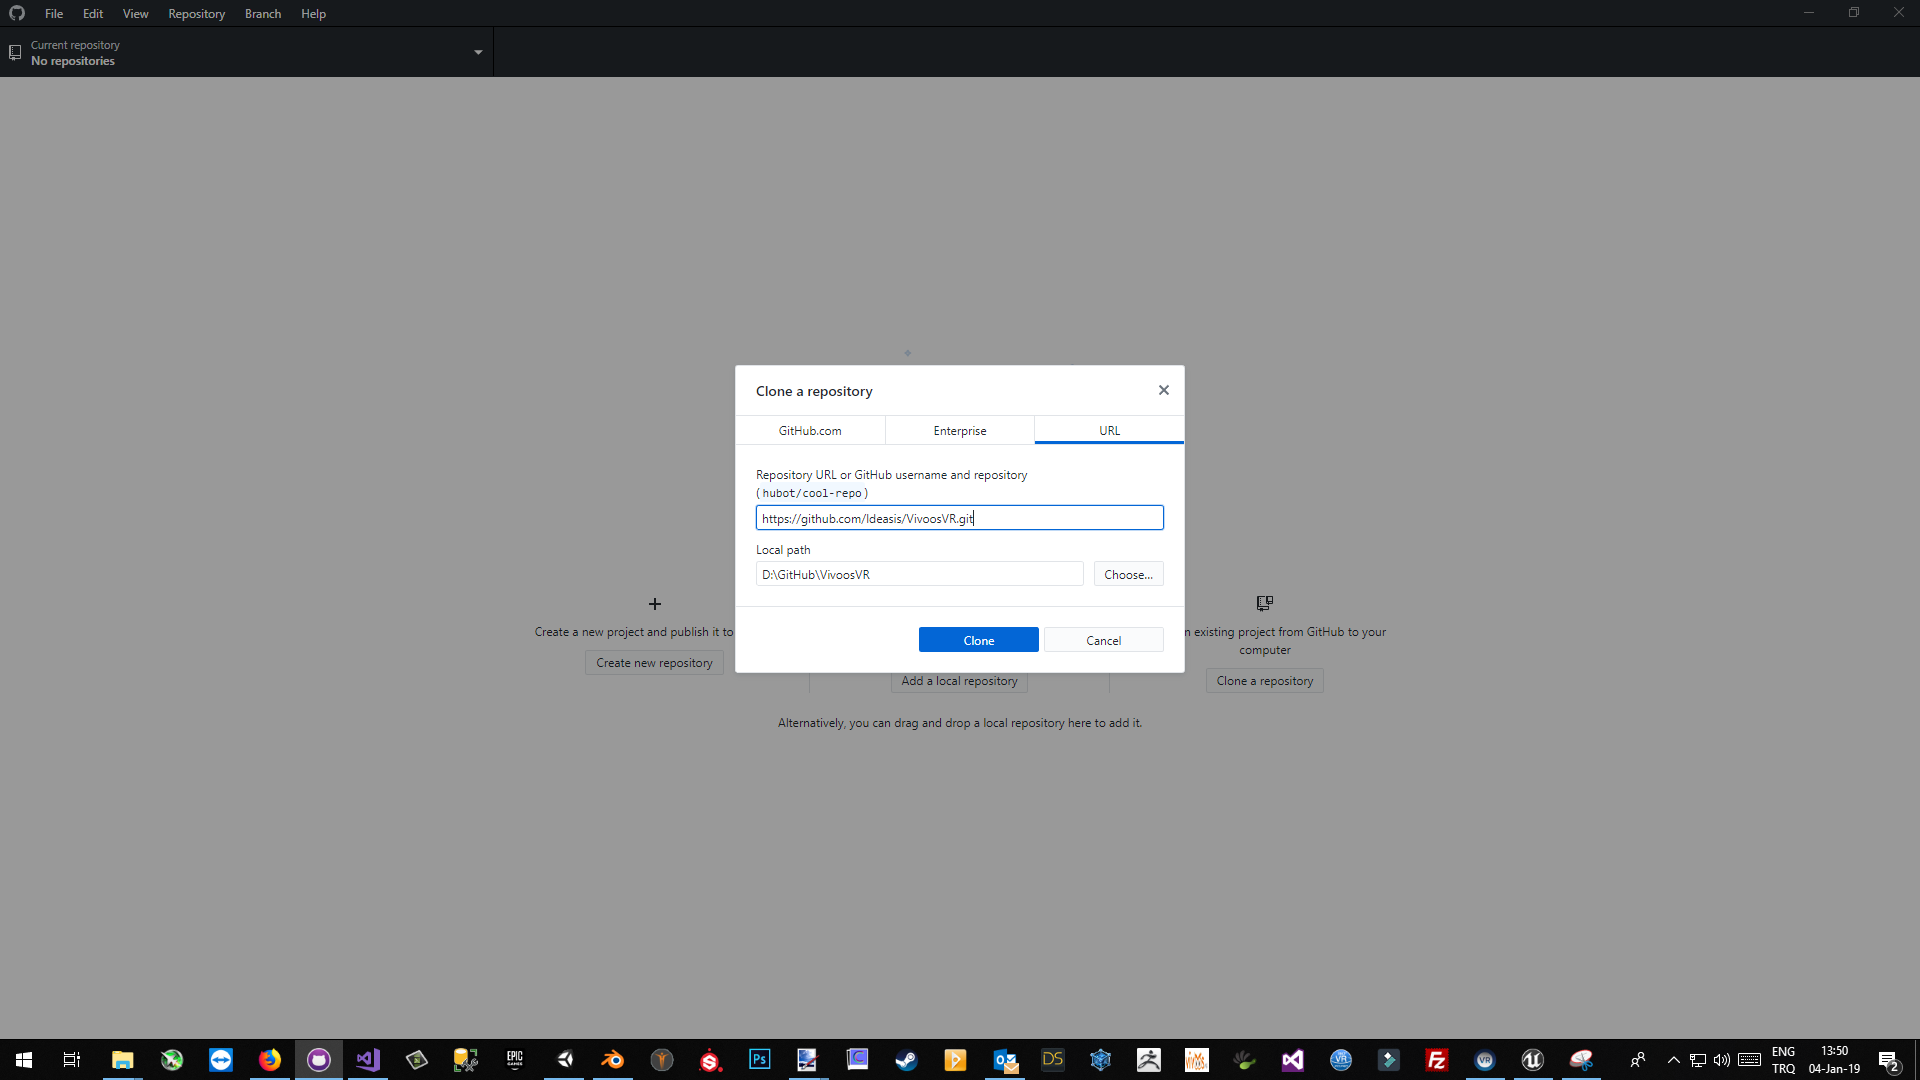 File Edit View Repository Branch Help
Current repository
No repositories
Clone a repository
GitHub.com Enterprise URL
Repository URL or GitHub username and repository
(hubot/cool-repo)
https://github.com/Ideasis/VivoosVR.git
Local path
D:\GitHub\VivoosVR Choose...
Clone Cancel
Create a new project and publish it to
Create new repository
Add a local repository
n existing project from GitHub to your
computer
Clone a repository
Alternatively, you can drag and drop a local repository here to add it.
EPIC
GAMES
Ps
DS
VR
Fz
VR
ENG
TRQ
13:50
04-Jan-19
2